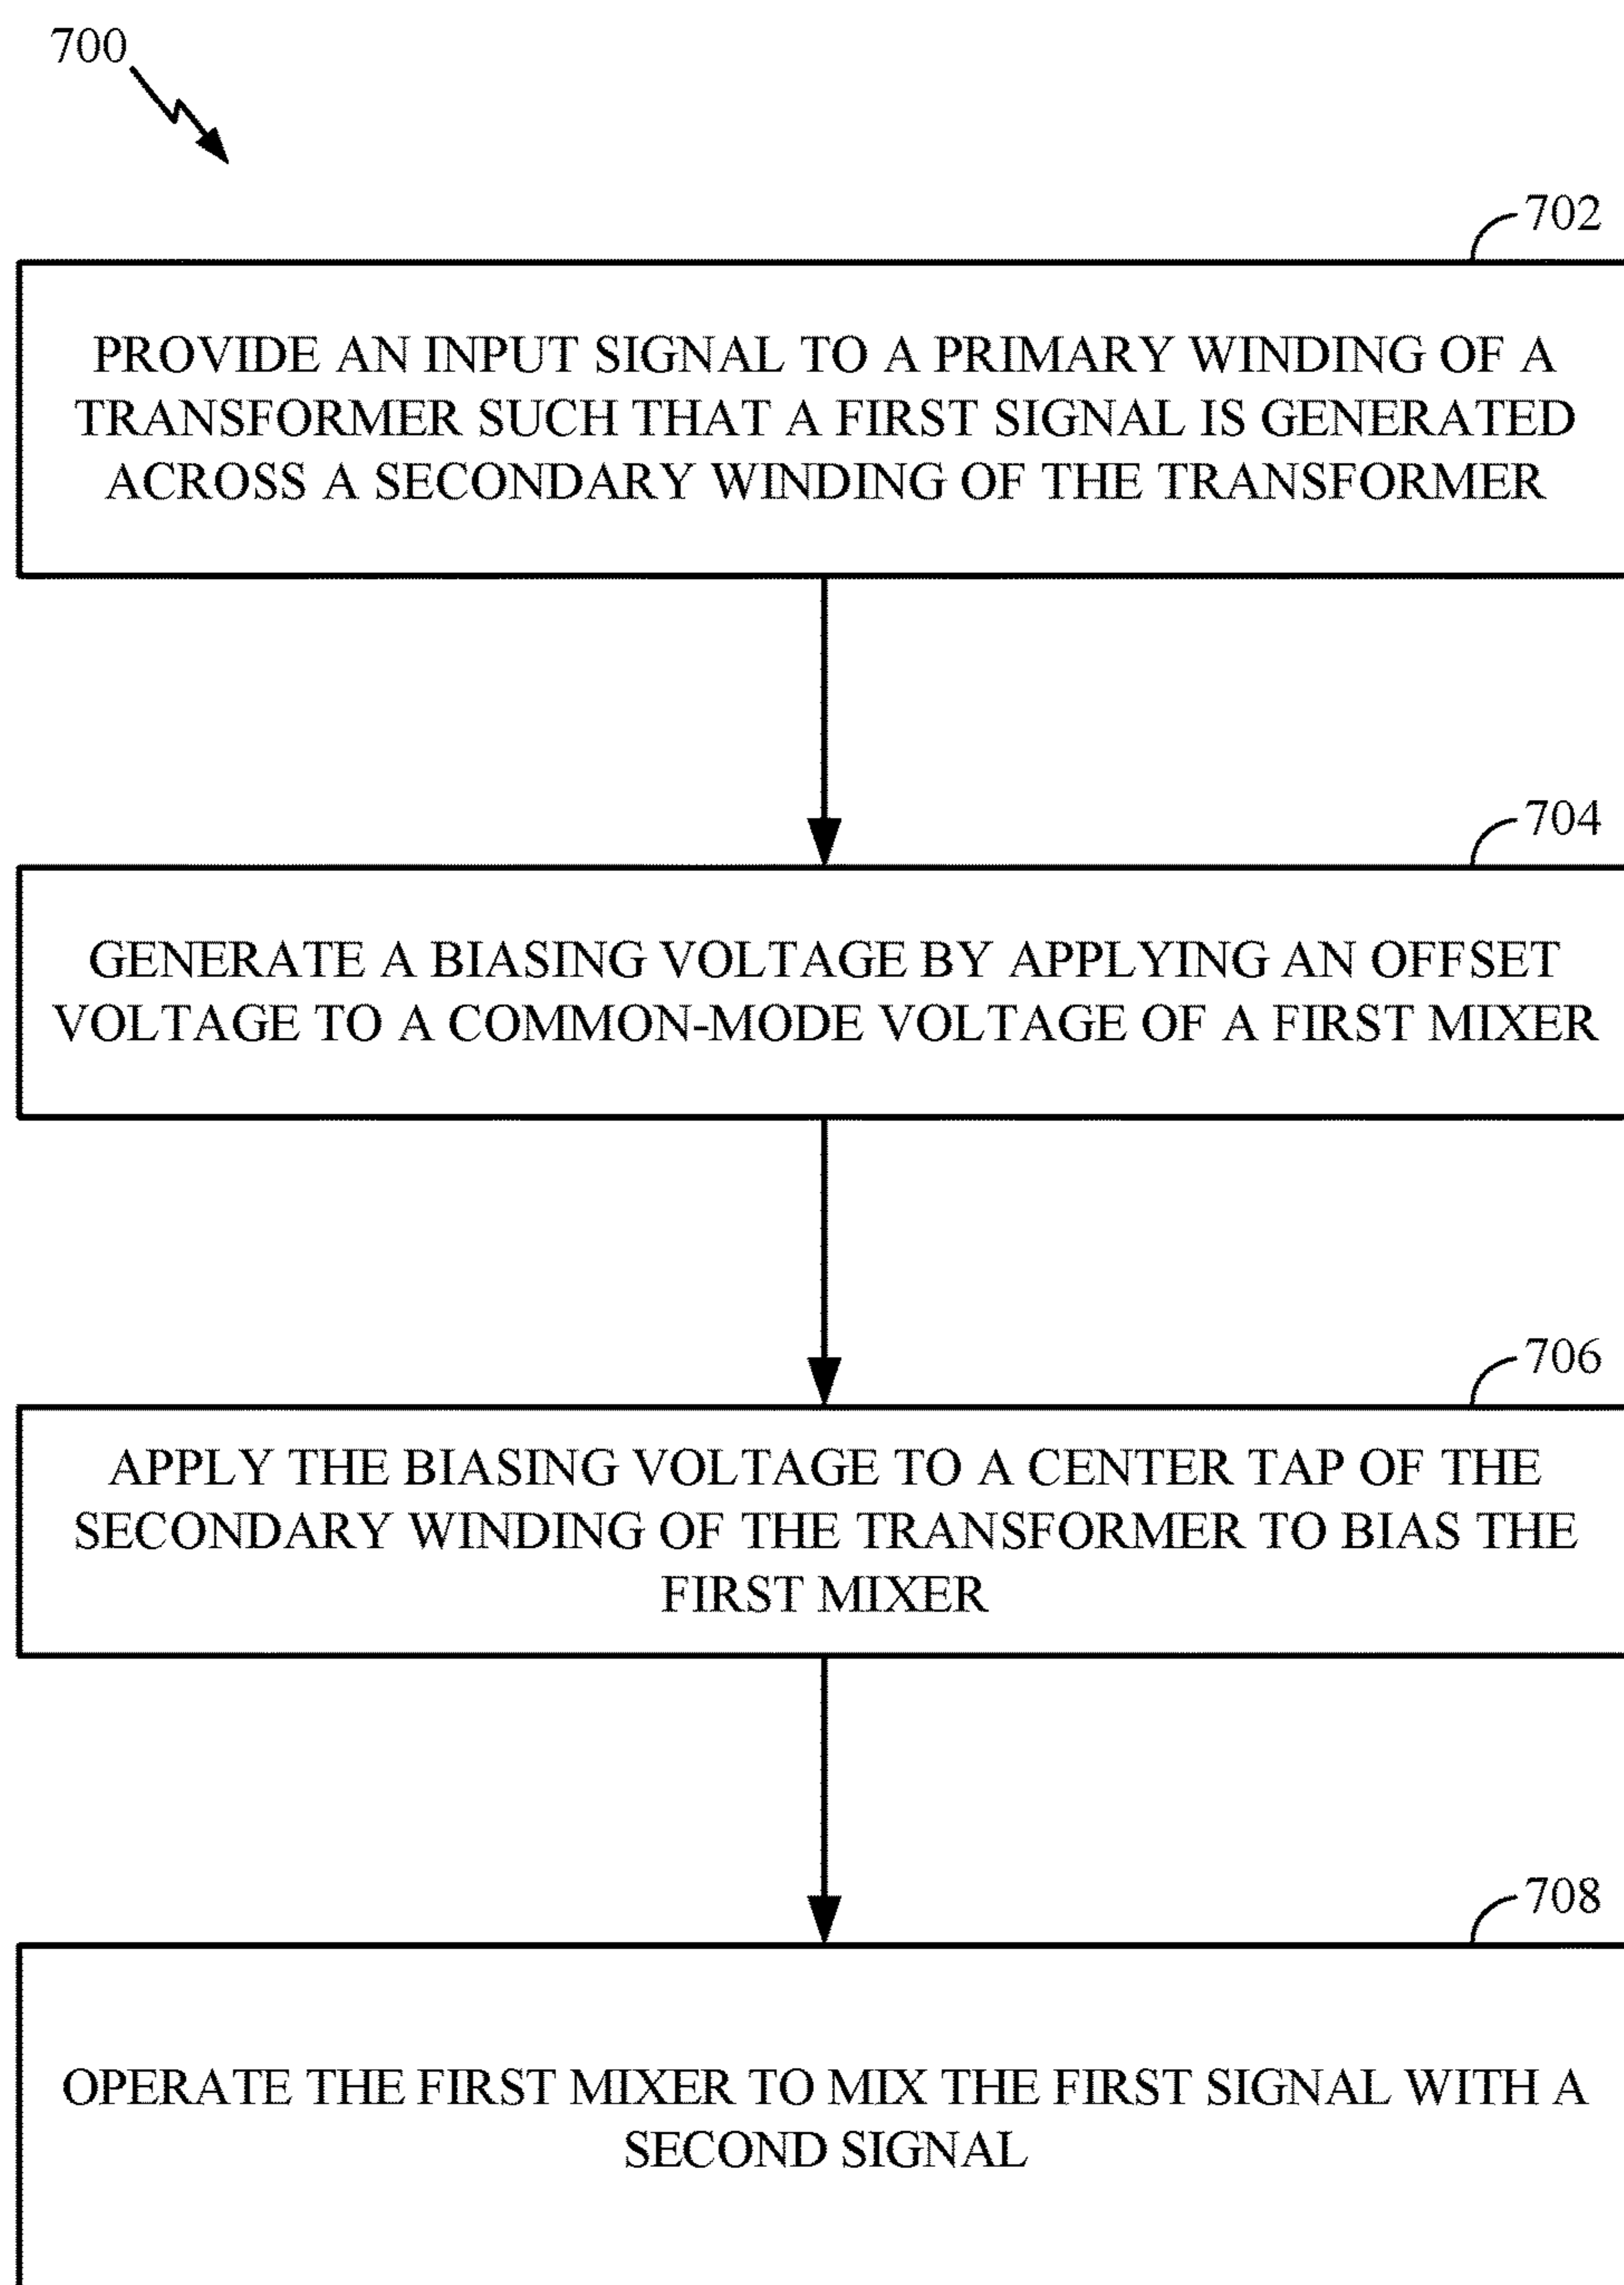 700
702
PROVIDE AN INPUT SIGNAL TO A PRIMARY WINDING OF A
TRANSFORMER SUCH THAT A FIRST SIGNAL IS GENERATED
ACROSS A SECONDARY WINDING OF THE TRANSFORMER
704
GENERATE A BIASING VOLTAGE BY APPLYING AN OFFSET
VOLTAGE TO A COMMON-MODE VOLTAGE OF A FIRST MIXER
706
APPLY THE BIASING VOLTAGE TO A CENTER TAP OF THE
SECONDARY WINDING OF THE TRANSFORMER TO BIAS THE
FIRST MIXER
708
OPERATE THE FIRST MIXER TO MIX THE FIRST SIGNAL WITH A
SECOND SIGNAL